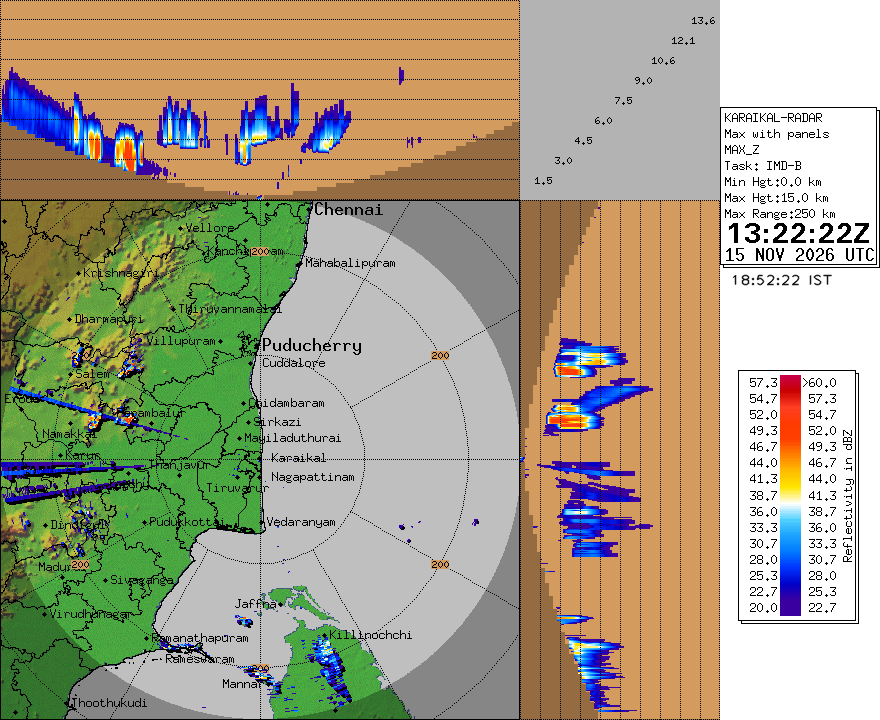 13.6
12.1
10.6
9.0
7.5
6.0
4.5
3.0
1.5
KARAIKAL-RADAR
Max with panels
MAX_Z
Task: IMD-B
Min Hgt:0.0 km
Max Hgt:15.0 km
Max Range:250 km
13:22:22Z
15 NOV 2026 UTC
18:52:22 IST
Chennai
Vellore
200
Mahabalipuram
Krishnagiri
Thiruvannamalai
Dharmapuri
Villupuram
Puducherry
200
Cuddalore
Salem
Chidambaram
Perambalur
Sirkazi
Namakkal
Mayiladuthurai
Karur
Karaikal
Thanjavur
Nagapattinam
Tiruvarur
Pudukkottai
Vedaranyam
200
200
Sivaganga
Jaffna
Virudhunagar
Ramanathapuram
Killinochchi
Rameswaram
200
Mannar
Thoothukudi
57.3 >60.0
54.7 57.3
52.0 54.7
49.3 52.0
46.7 49.3
44.0 46.7
41.3 44.0
38.7 41.3
36.0 38.7
33.3 36.0
30.7 33.3
28.0 30.7
25.3 28.0
22.7 25.3
20.0 22.7
Reflectivity in dBZ